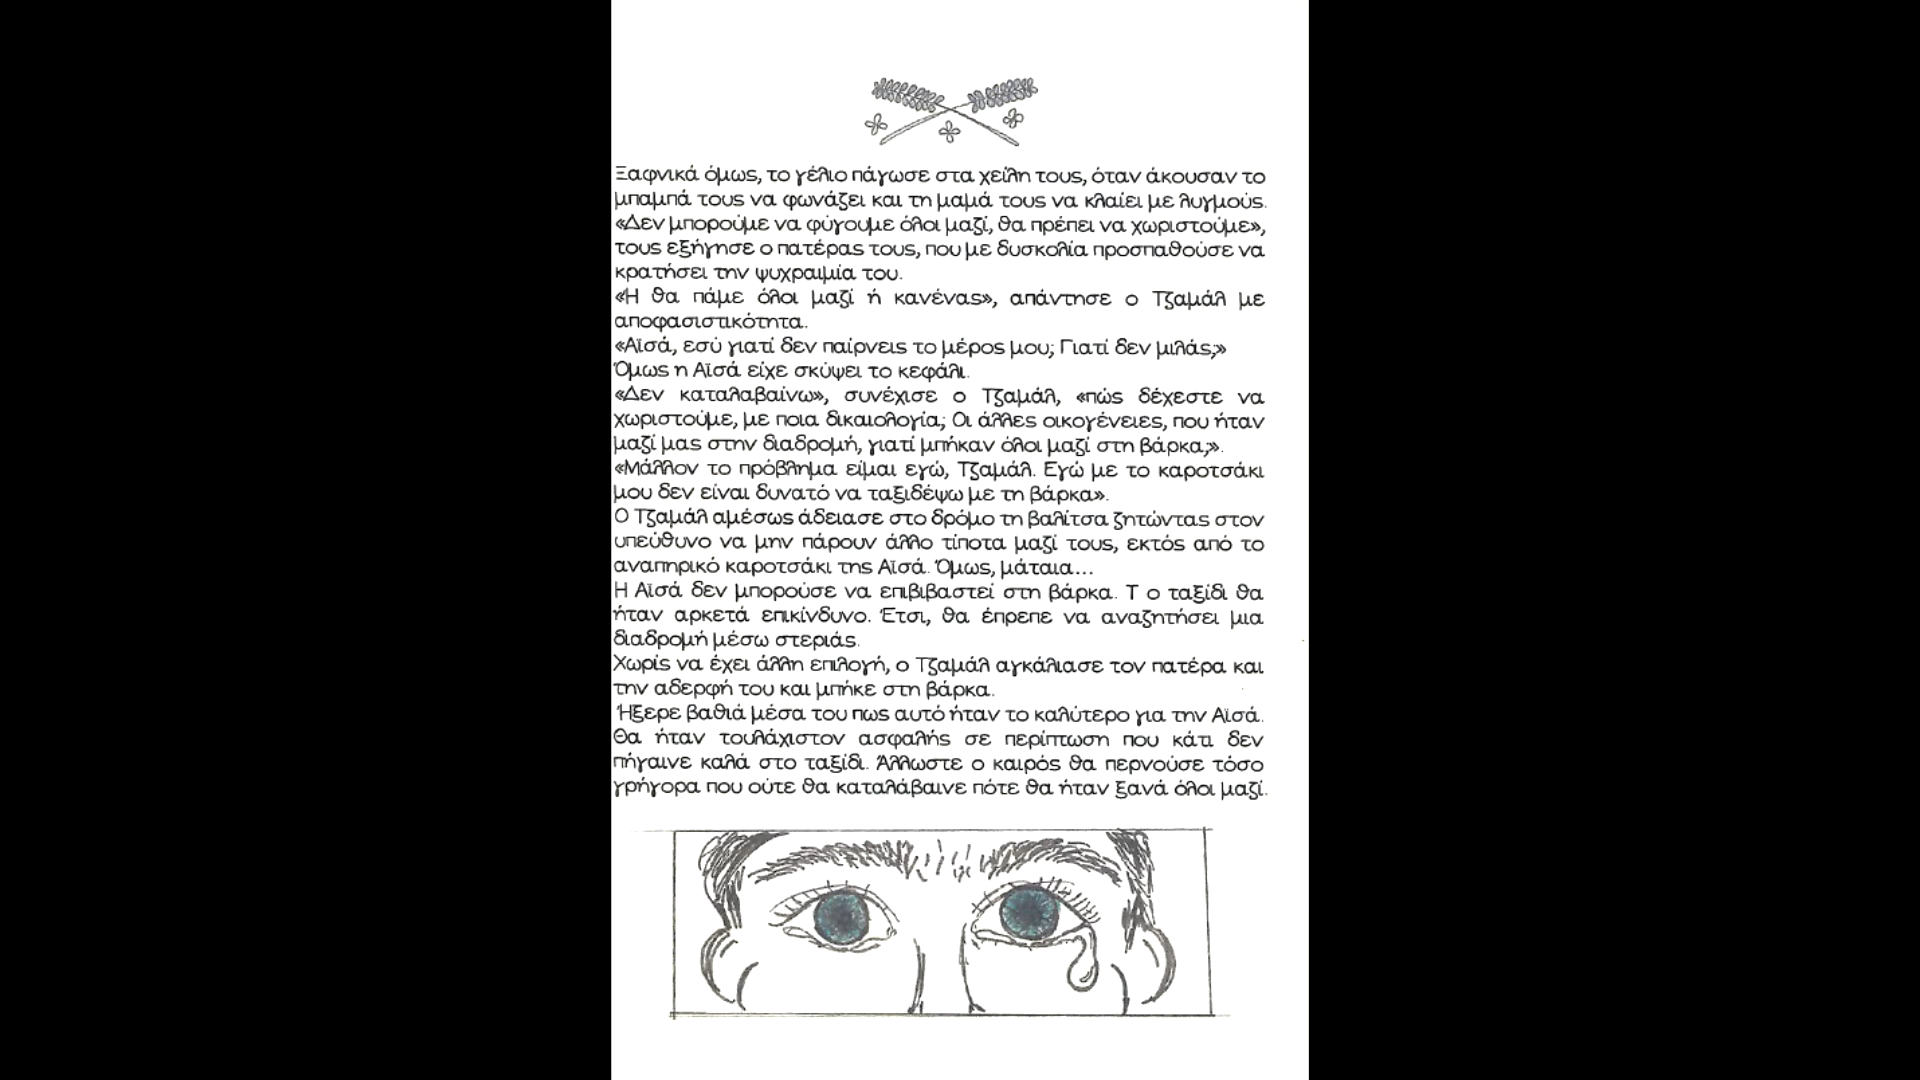 Ξαφνικά όμως, το γέλιο πάγωσε στα χείλη τους, όταν άκουσαν το
μπαμπά τους να φωνάζει και τη μαμά τους να κλαίει με λυγμούς.
«Δεν μπορούμε να φύγουμε όλοι μαζί, θα πρέπει να χωριστούμε»,
τους εξήγησε ο πατέρας τους, που με δυσκολία προσπαθούσε να
κρατήσει την ψυχραιμία του.
«Ή θα πάμε όλοι μαζί ή κανένας», απάντησε ο Τζαμάλ με
αποφασιστικότητα.
«Αϊσά, εσύ γιατί δεν παίρνεις το μέρος μου; Γιατί δεν μιλάς;»
Όμως η Αϊσά είχε σκύψει το κεφάλι.
«Δεν καταλαβαίνω», συνέχισε ο Τζαμάλ, «πώς δέχεστε να
χωριστούμε, με ποια δικαιολογία; Οι άλλες οικογένειες, που ήταν
μαζί μας στην διαδρομή, γιατί μπήκαν όλοι μαζί στη βάρκα;».
«Μάλλον το πρόβλημα είμαι εγώ, Τζαμάλ. Εγώ με το καροτσάκι
μου δεν είναι δυνατό να ταξιδέψω με τη βάρκα».
Ο Τζαμάλ αμέσως άδειασε στο δρόμο τη βαλίτσα ζητώντας στον
υπεύθυνο να μην πάρουν άλλο τίποτα μαζί τους, εκτός από το
αναπηρικό καροτσάκι της Αϊσά. Όμως, μάταια...
Η Αϊσά δεν μπορούσε να επιβιβαστεί στη βάρκα. Τ ο ταξίδι θα
ήταν αρκετά επικίνδυνο. Έτσι, θα έπρεπε να αναζητήσει μια
διαδρομή μέσω στεριάς.
Χωρίς να έχει άλλη επιλογή, ο Τζαμάλ αγκάλιασε τον πατέρα και
την αδερφή του και μπήκε στη βάρκα.
Ήξερε βαθιά μέσα του πως αυτό ήταν το καλύτερο για την Αϊσά.
Θα ήταν τουλάχιστον ασφαλής σε περίπτωση που κάτι δεν
πήγαινε καλά στο ταξίδι. Άλλωστε ο καιρός θα περνούσε τόσο
γρήγορα που ούτε θα καταλάβαινε πότε θα ήταν ξανά όλοι μαζί.